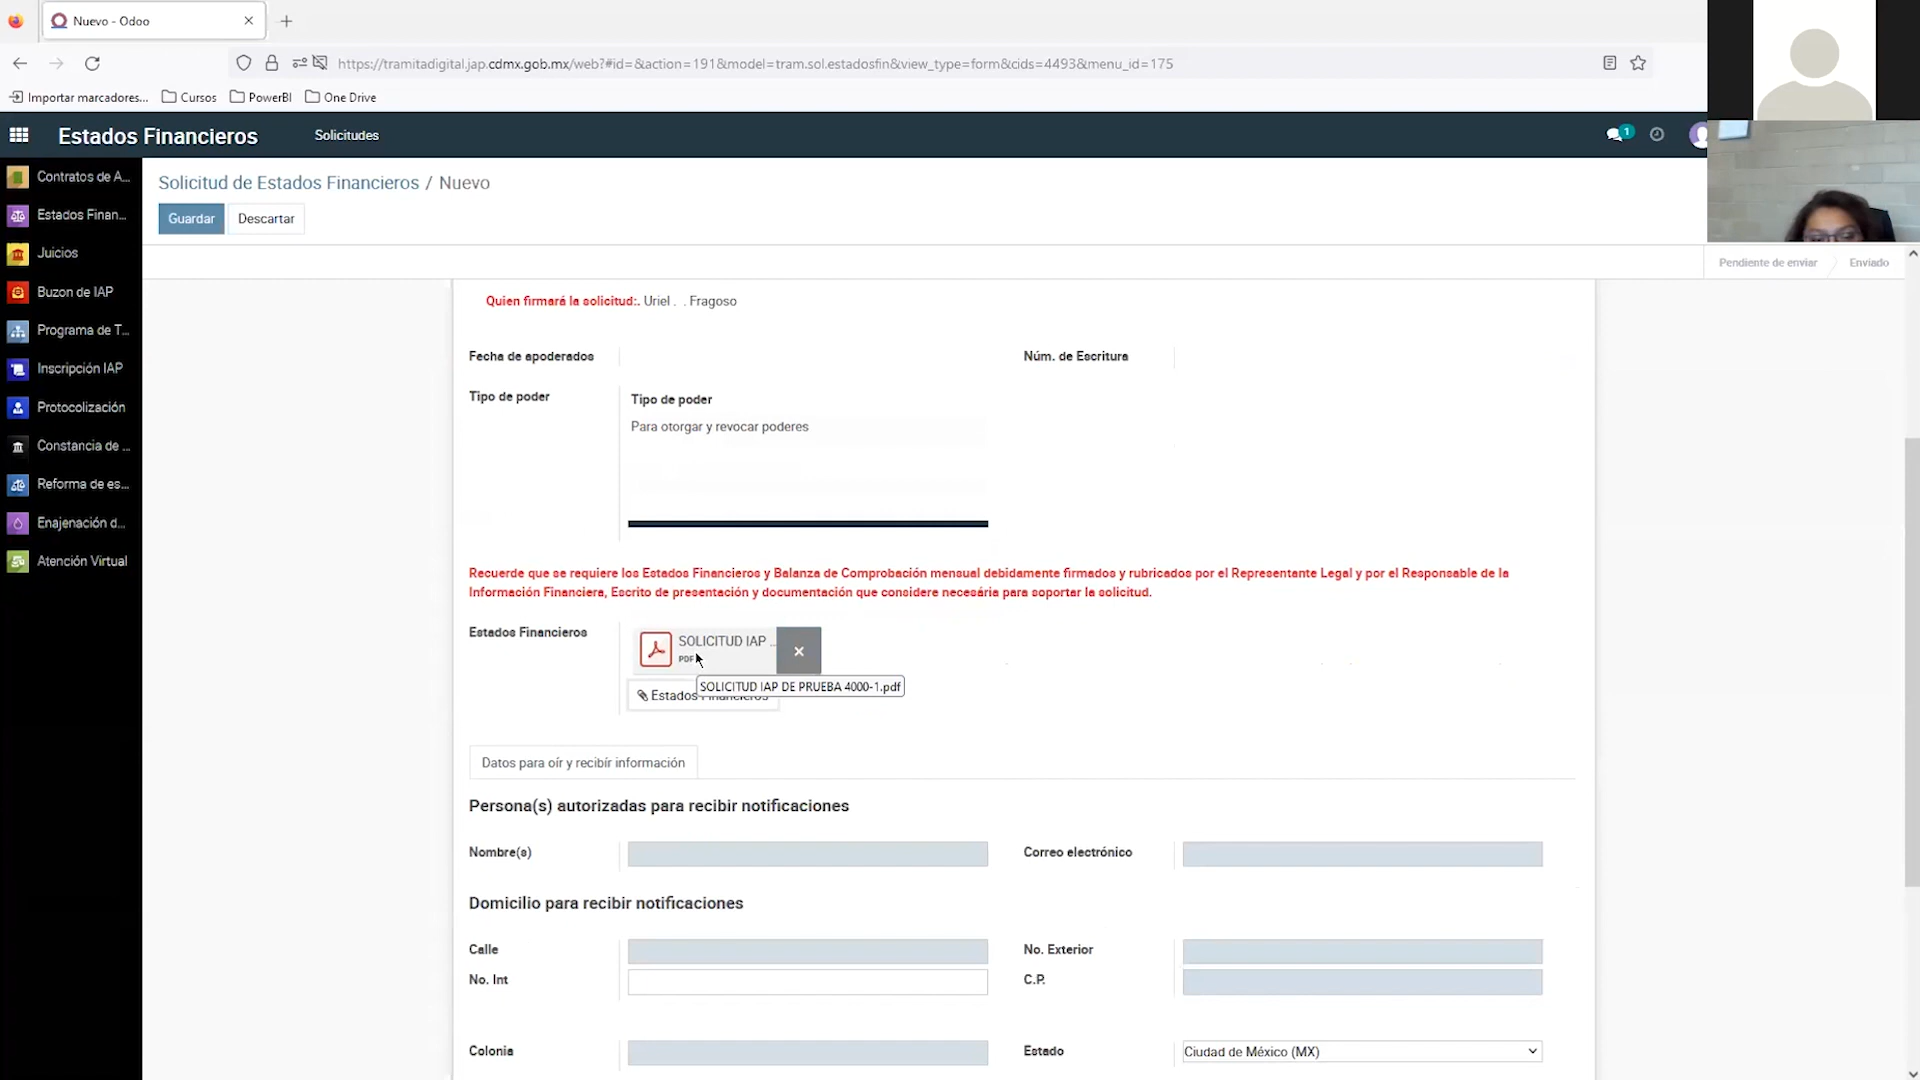 Nuevo - Odoo
https://tramitadigital.jap.cdmx.gob.mx/web?#id=&action=191&model=tram.sol.estadosfin&view_type=form&cids=4493&menu_id=175
Importar marcadores...
Cursos
PowerBI
One Drive
Estados Financieros
Solicitudes
1
Contratos de A...
Estados Finan...
Juicios
Buzon de IAP
Programa de T...
Inscripción IAP
Protocolización
Constancia de ...
Reforma de es...
Enajenación d...
Atención Virtual
Solicitud de Estados Financieros / Nuevo
Guardar
Descartar
Pendiente de enviar
Enviado
Quien firmará la solicitud:. Uriel . . Fragoso
Fecha de apoderados
Núm. de Escritura
Tipo de poder
Tipo de poder
Para otorgar y revocar poderes
Recuerde que se requiere los Estados Financieros y Balanza de Comprobación mensual debidamente firmados y rubricados por el Representante Legal y por el Responsable de la
Información Financiera, Escrito de presentación y documentación que considere necesária para soportar la solicitud.
Estados Financieros
SOLICITUD IAP ...
PDF
SOLICITUD IAP DE PRUEBA 4000-1.pdf
Estados Financieros
Datos para oír y recibír información
Persona(s) autorizadas para recibir notificaciones
Nombre(s)
Correo electrónico
Domicilio para recibir notificaciones
Calle
No. Exterior
No. Int
C.P.
Colonia
Estado
Ciudad de México (MX)